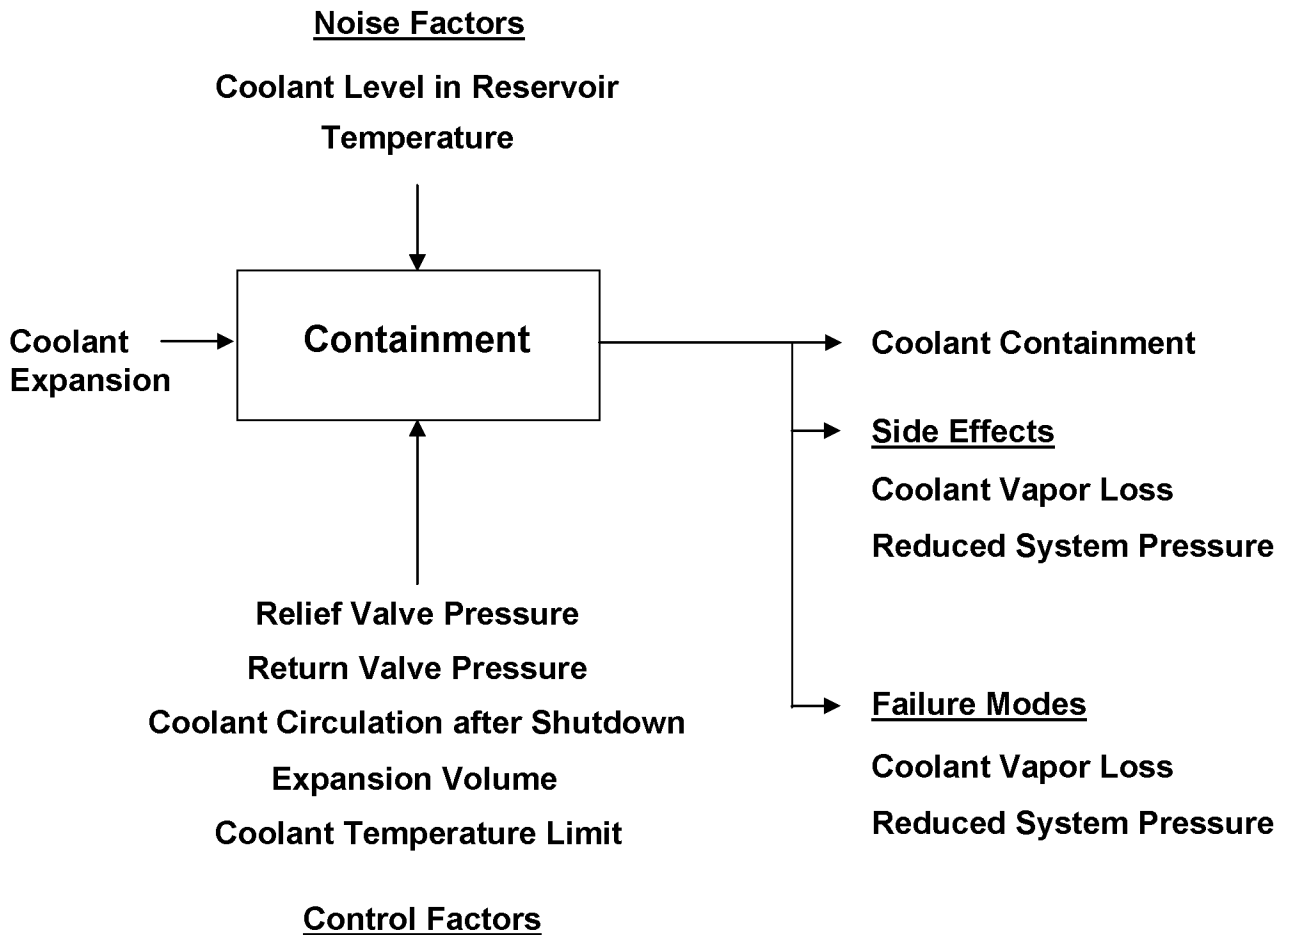 Noise Factors
Coolant Level in Reservoir
Temperature
Coolant
Expansion
Containment
Coolant Containment
Side Effects
Coolant Vapor Loss
Reduced System Pressure
Relief Valve Pressure
Return Valve Pressure
Coolant Circulation after Shutdown
Expansion Volume
Coolant Temperature Limit
Control Factors
Failure Modes
Coolant Vapor Loss
Reduced System Pressure